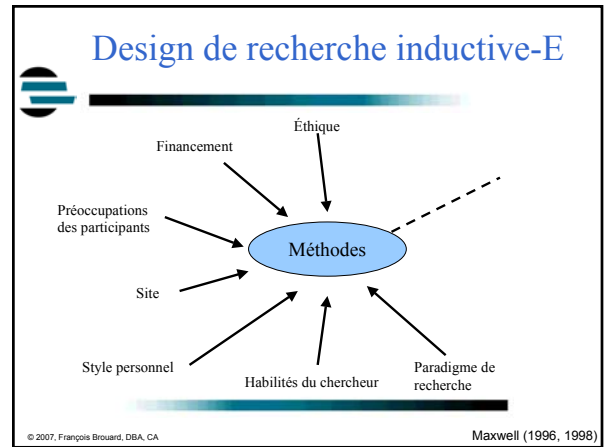 Design de recherche inductive-E
Éthique
Financement
Préoccupations
des participants
Méthodes
Site
Style personnel
Habilités du chercheur
Paradigme de
recherche
© 2007, François Brouard, DBA, CA
Maxwell (1996, 1998)